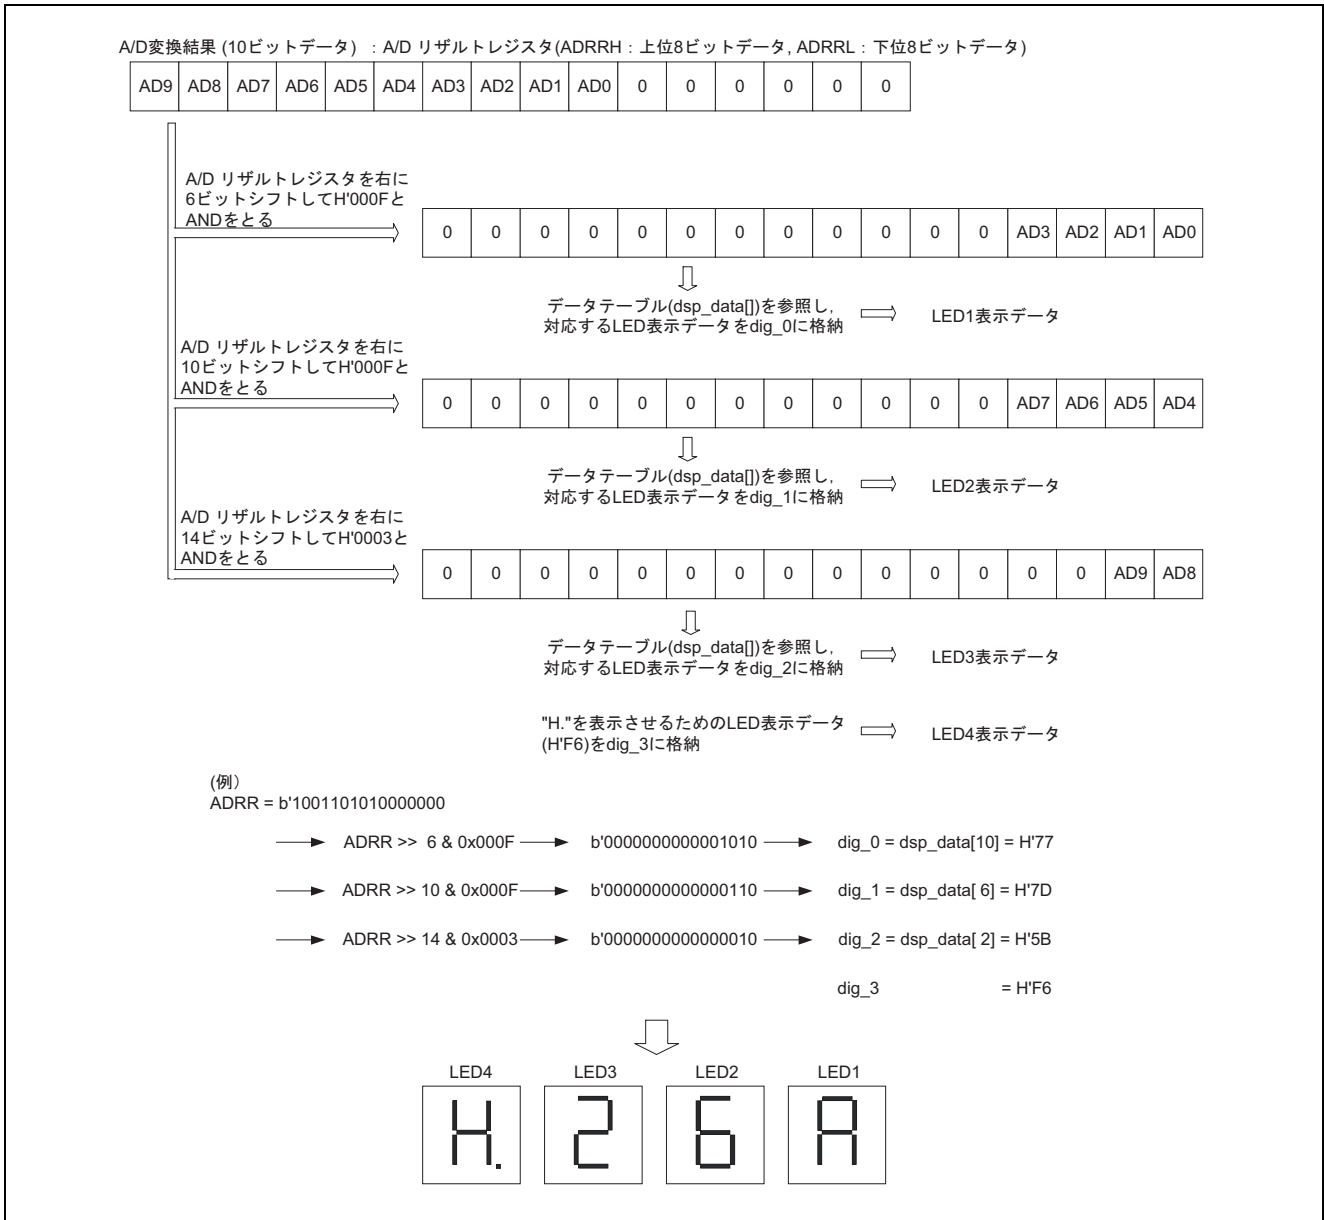 A/D変換結果 (10ビットデータ) : A/D リザルトレジスタ(ADRRH : 上位8ビットデータ, ADRRL : 下位8ビットデータ)
AD9 AD8 AD7 AD6 AD5 AD4 AD3 AD2 AD1 AD0 0 0 0 0 0 0
A/D リザルトレジスタを右に
6ビットシフトしてH'000Fと
ANDをとる
0 0 0 0 0 0 0 0 0 0 0 0 AD3 AD2 AD1 AD0
データテーブル(dsp_data[])を参照し,
対応するLED表示データをdig_0に格納
LED1表示データ
A/D リザルトレジスタを右に
10ビットシフトしてH'000Fと
ANDをとる
0 0 0 0 0 0 0 0 0 0 0 0 AD7 AD6 AD5 AD4
データテーブル(dsp_data[])を参照し,
対応するLED表示データをdig_1に格納
LED2表示データ
A/D リザルトレジスタを右に
14ビットシフトしてH'0003と
ANDをとる
0 0 0 0 0 0 0 0 0 0 0 0 0 0 AD9 AD8
データテーブル(dsp_data[])を参照し,
対応するLED表示データをdig_2に格納
LED3表示データ
"H."を表示させるためのLED表示データ
(H'F6)をdig_3に格納
LED4表示データ
(例)
ADRR = b'1001101010000000
ADRR >> 6 & 0x000F b'0000000000001010 dig_0 = dsp_data[10] = H'77
ADRR >> 10 & 0x000F b'0000000000000110 dig_1 = dsp_data[ 6] = H'7D
ADRR >> 14 & 0x0003 b'0000000000000010 dig_2 = dsp_data[ 2] = H'5B
dig_3 = H'F6
LED4 LED3 LED2 LED1
H. 2 6 A